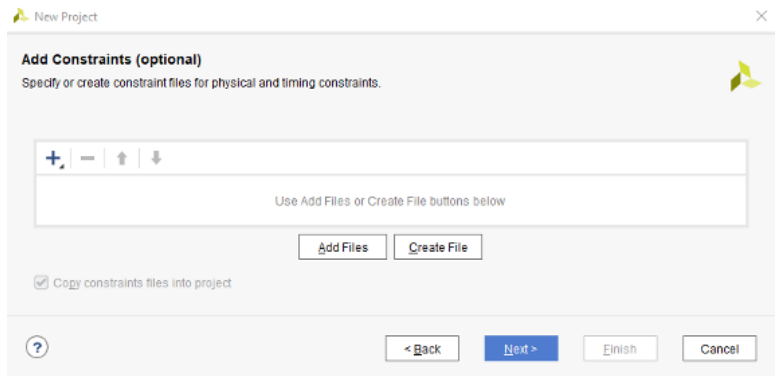 New Project
Add Constraints (optional)
Specify or create constraint files for physical and timing constraints.
Use Add Files or Create File buttons below
Add Files
Create File
Copy constraints files into project
?
< Back
Next >
Finish
Cancel